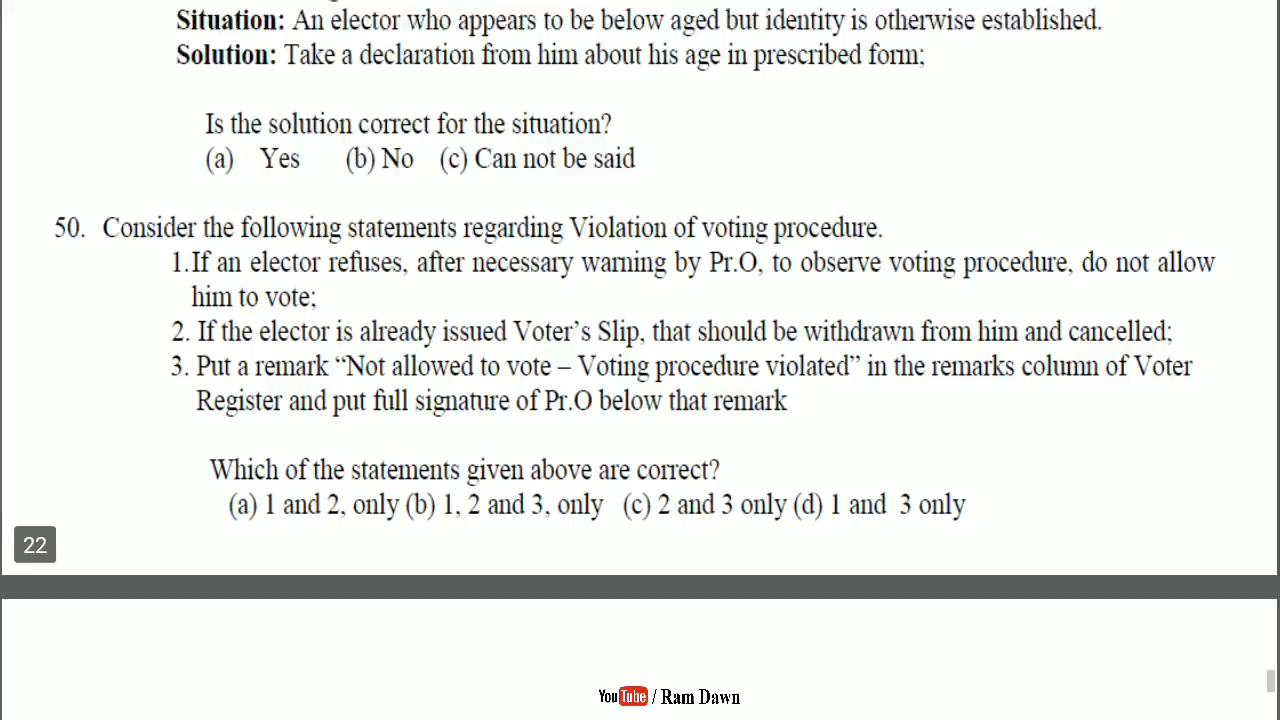 Situation: An elector who appears to be below aged but identity is otherwise established.
Solution: Take a declaration from him about his age in prescribed form;
Is the solution correct for the situation?
(a) Yes (b) No (c) Can not be said
50. Consider the following statements regarding Violation of voting procedure.
1.If an elector refuses, after necessary warning by Pr.O, to observe voting procedure, do not allow
him to vote;
2. If the elector is already issued Voter's Slip, that should be withdrawn from him and cancelled;
3. Put a remark “Not allowed to vote – Voting procedure violated” in the remarks column of Voter
Register and put full signature of Pr.O below that remark
Which of the statements given above are correct?
(a) 1 and 2, only (b) 1, 2 and 3, only (c) 2 and 3 only (d) 1 and 3 only
22
YouTube / Ram Dawn